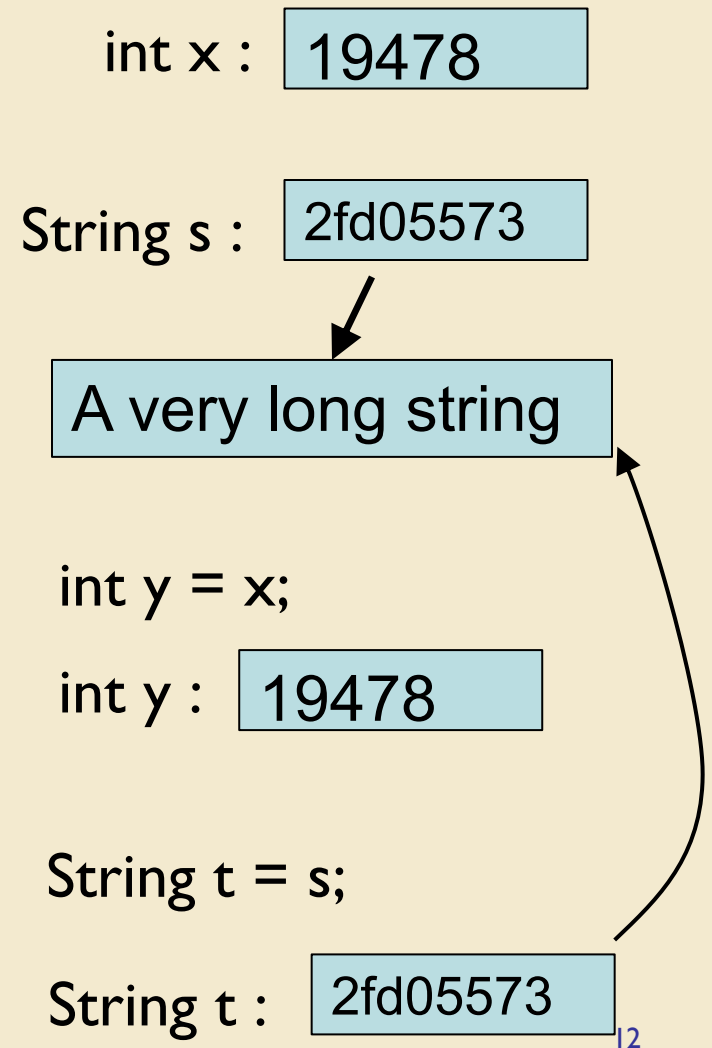 int x : 19478
String s : 2fd05573
A very long string
int y = x;
int y : 19478
String t = s;
String t : 2fd05573
12